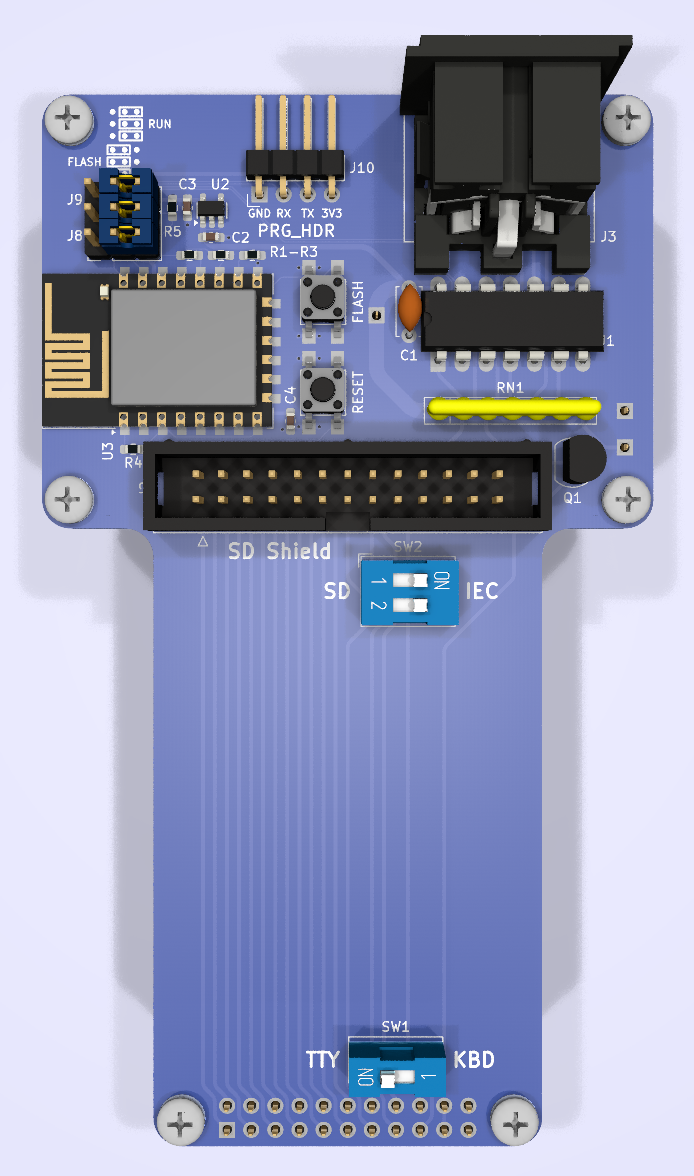 RUN
FLASH
J10
C3 U2
J9
GND RX TX 3V3
J8
R5
C2
PRG_HDR
J3
R1-R3
FLASH
C1
RESET
C4
RN1
U3
R4
Q1
SD Shield
SW2
SD
1
2
ON
IEC
SW1
TTY
ON
1
KBD